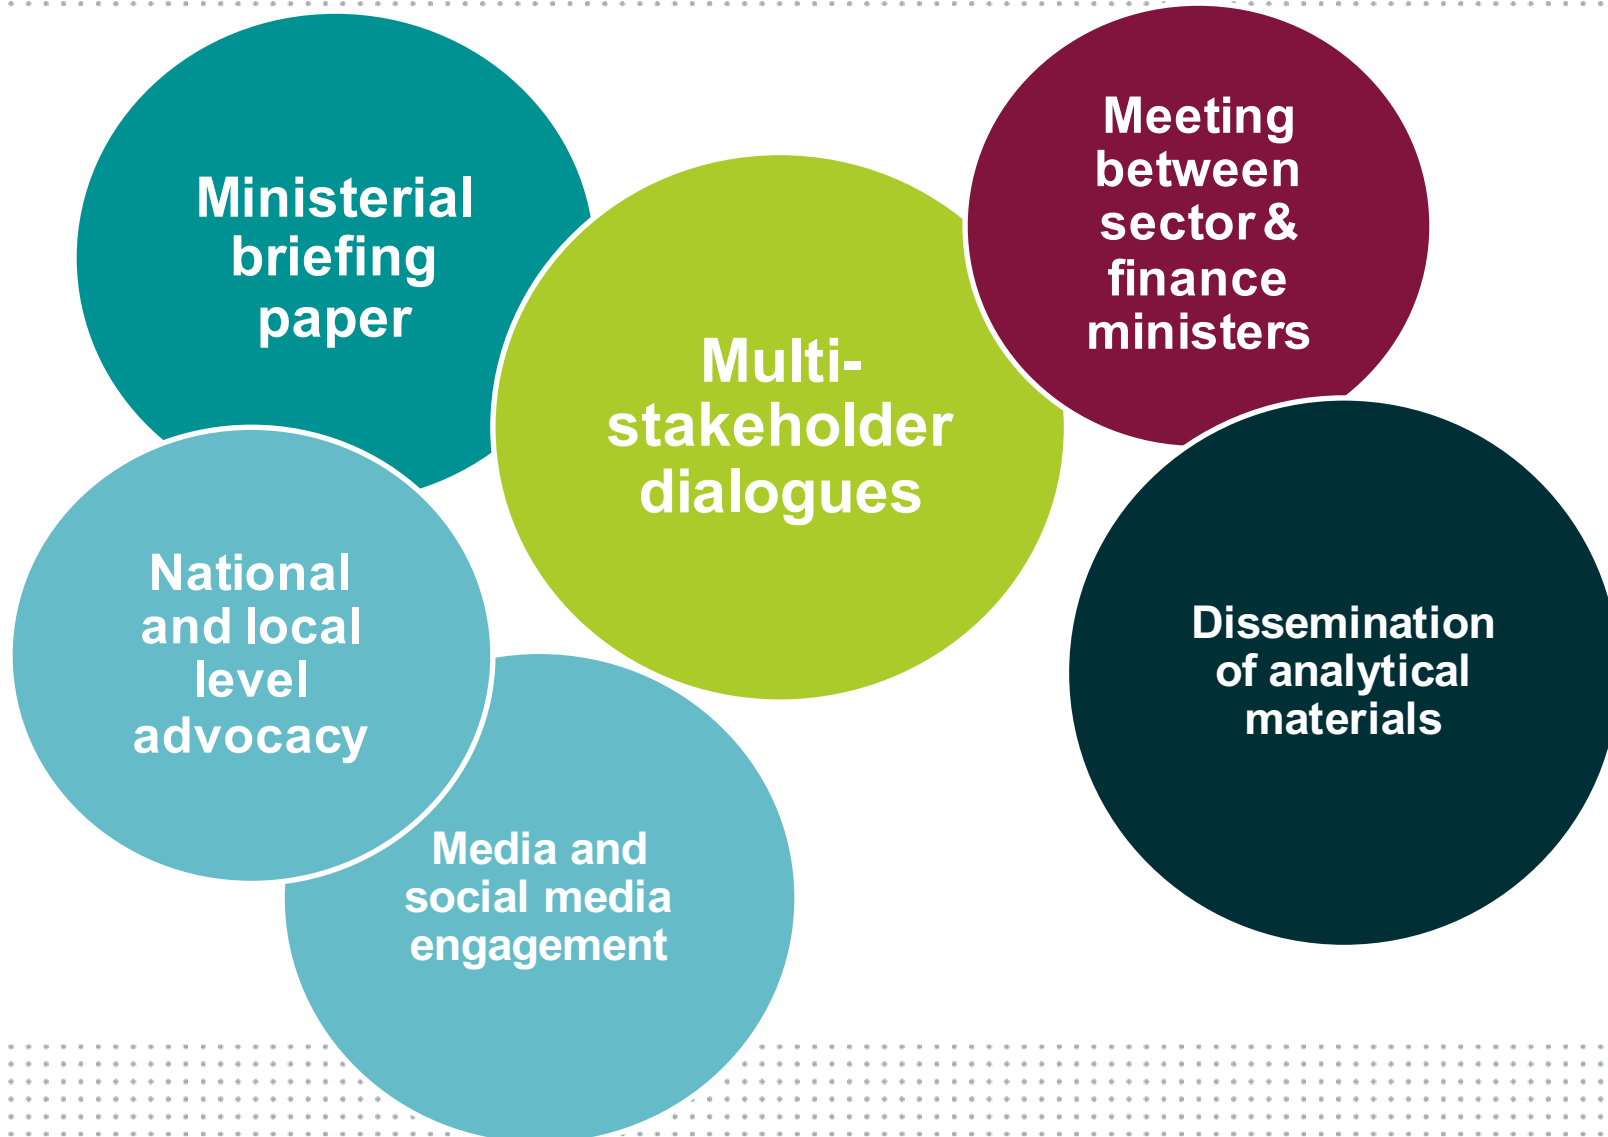 Ministerial
briefing
paper
Multi-
stakeholder
dialogues
Meeting
between
sector &
finance
ministers
National
and local
level
advocacy
Dissemination
of analytical
materials
Media and
social media
engagement